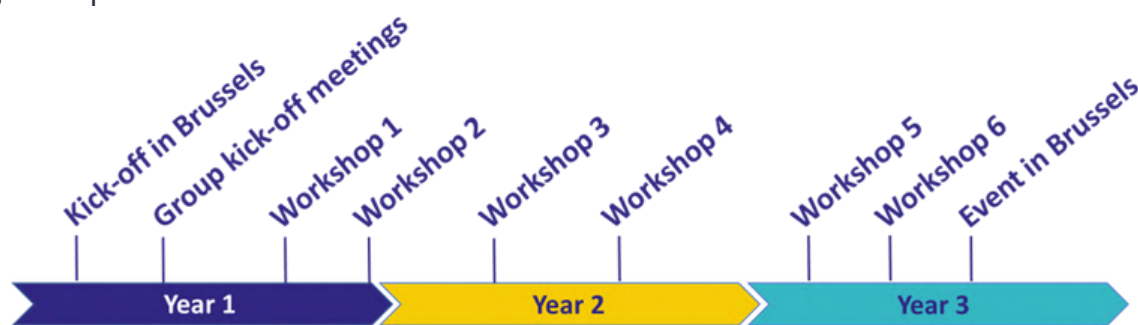 Kick-off in Brussels
Group kick-off meetings
Workshop 1
Workshop 2
Workshop 3
Workshop 4
Workshop 5
Workshop 6
Event in Brussels
Year 1
Year 2
Year 3